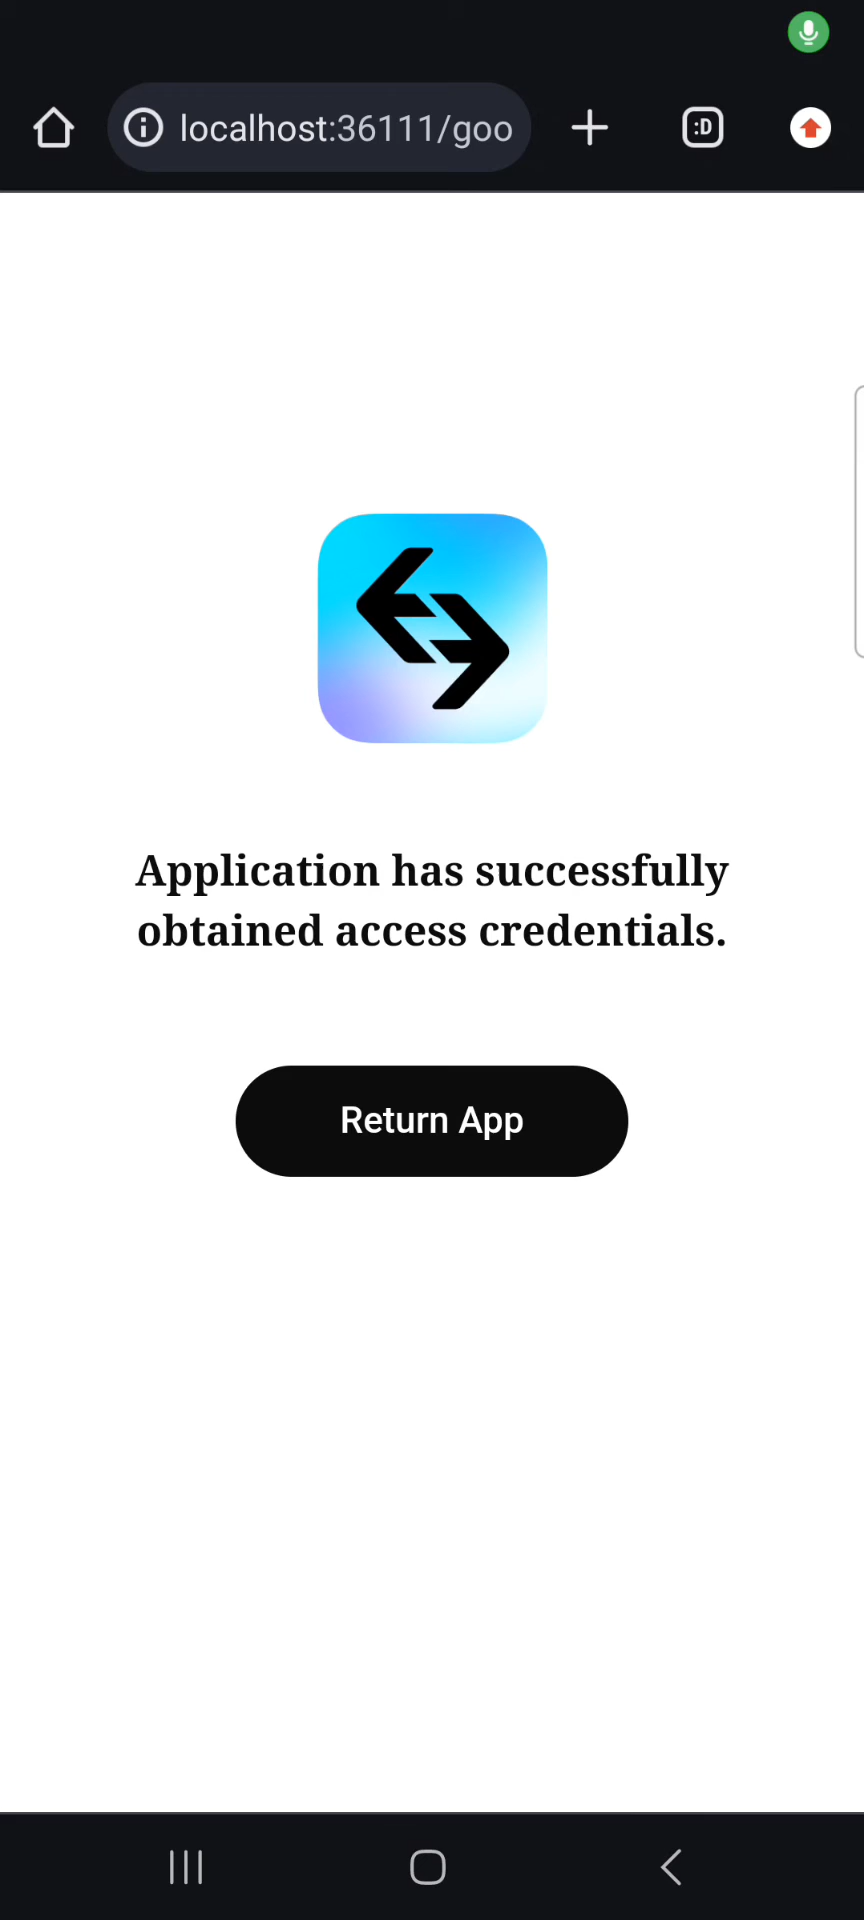 localhost:36111/goo
:D
Application has successfully
obtained access credentials.
Return App